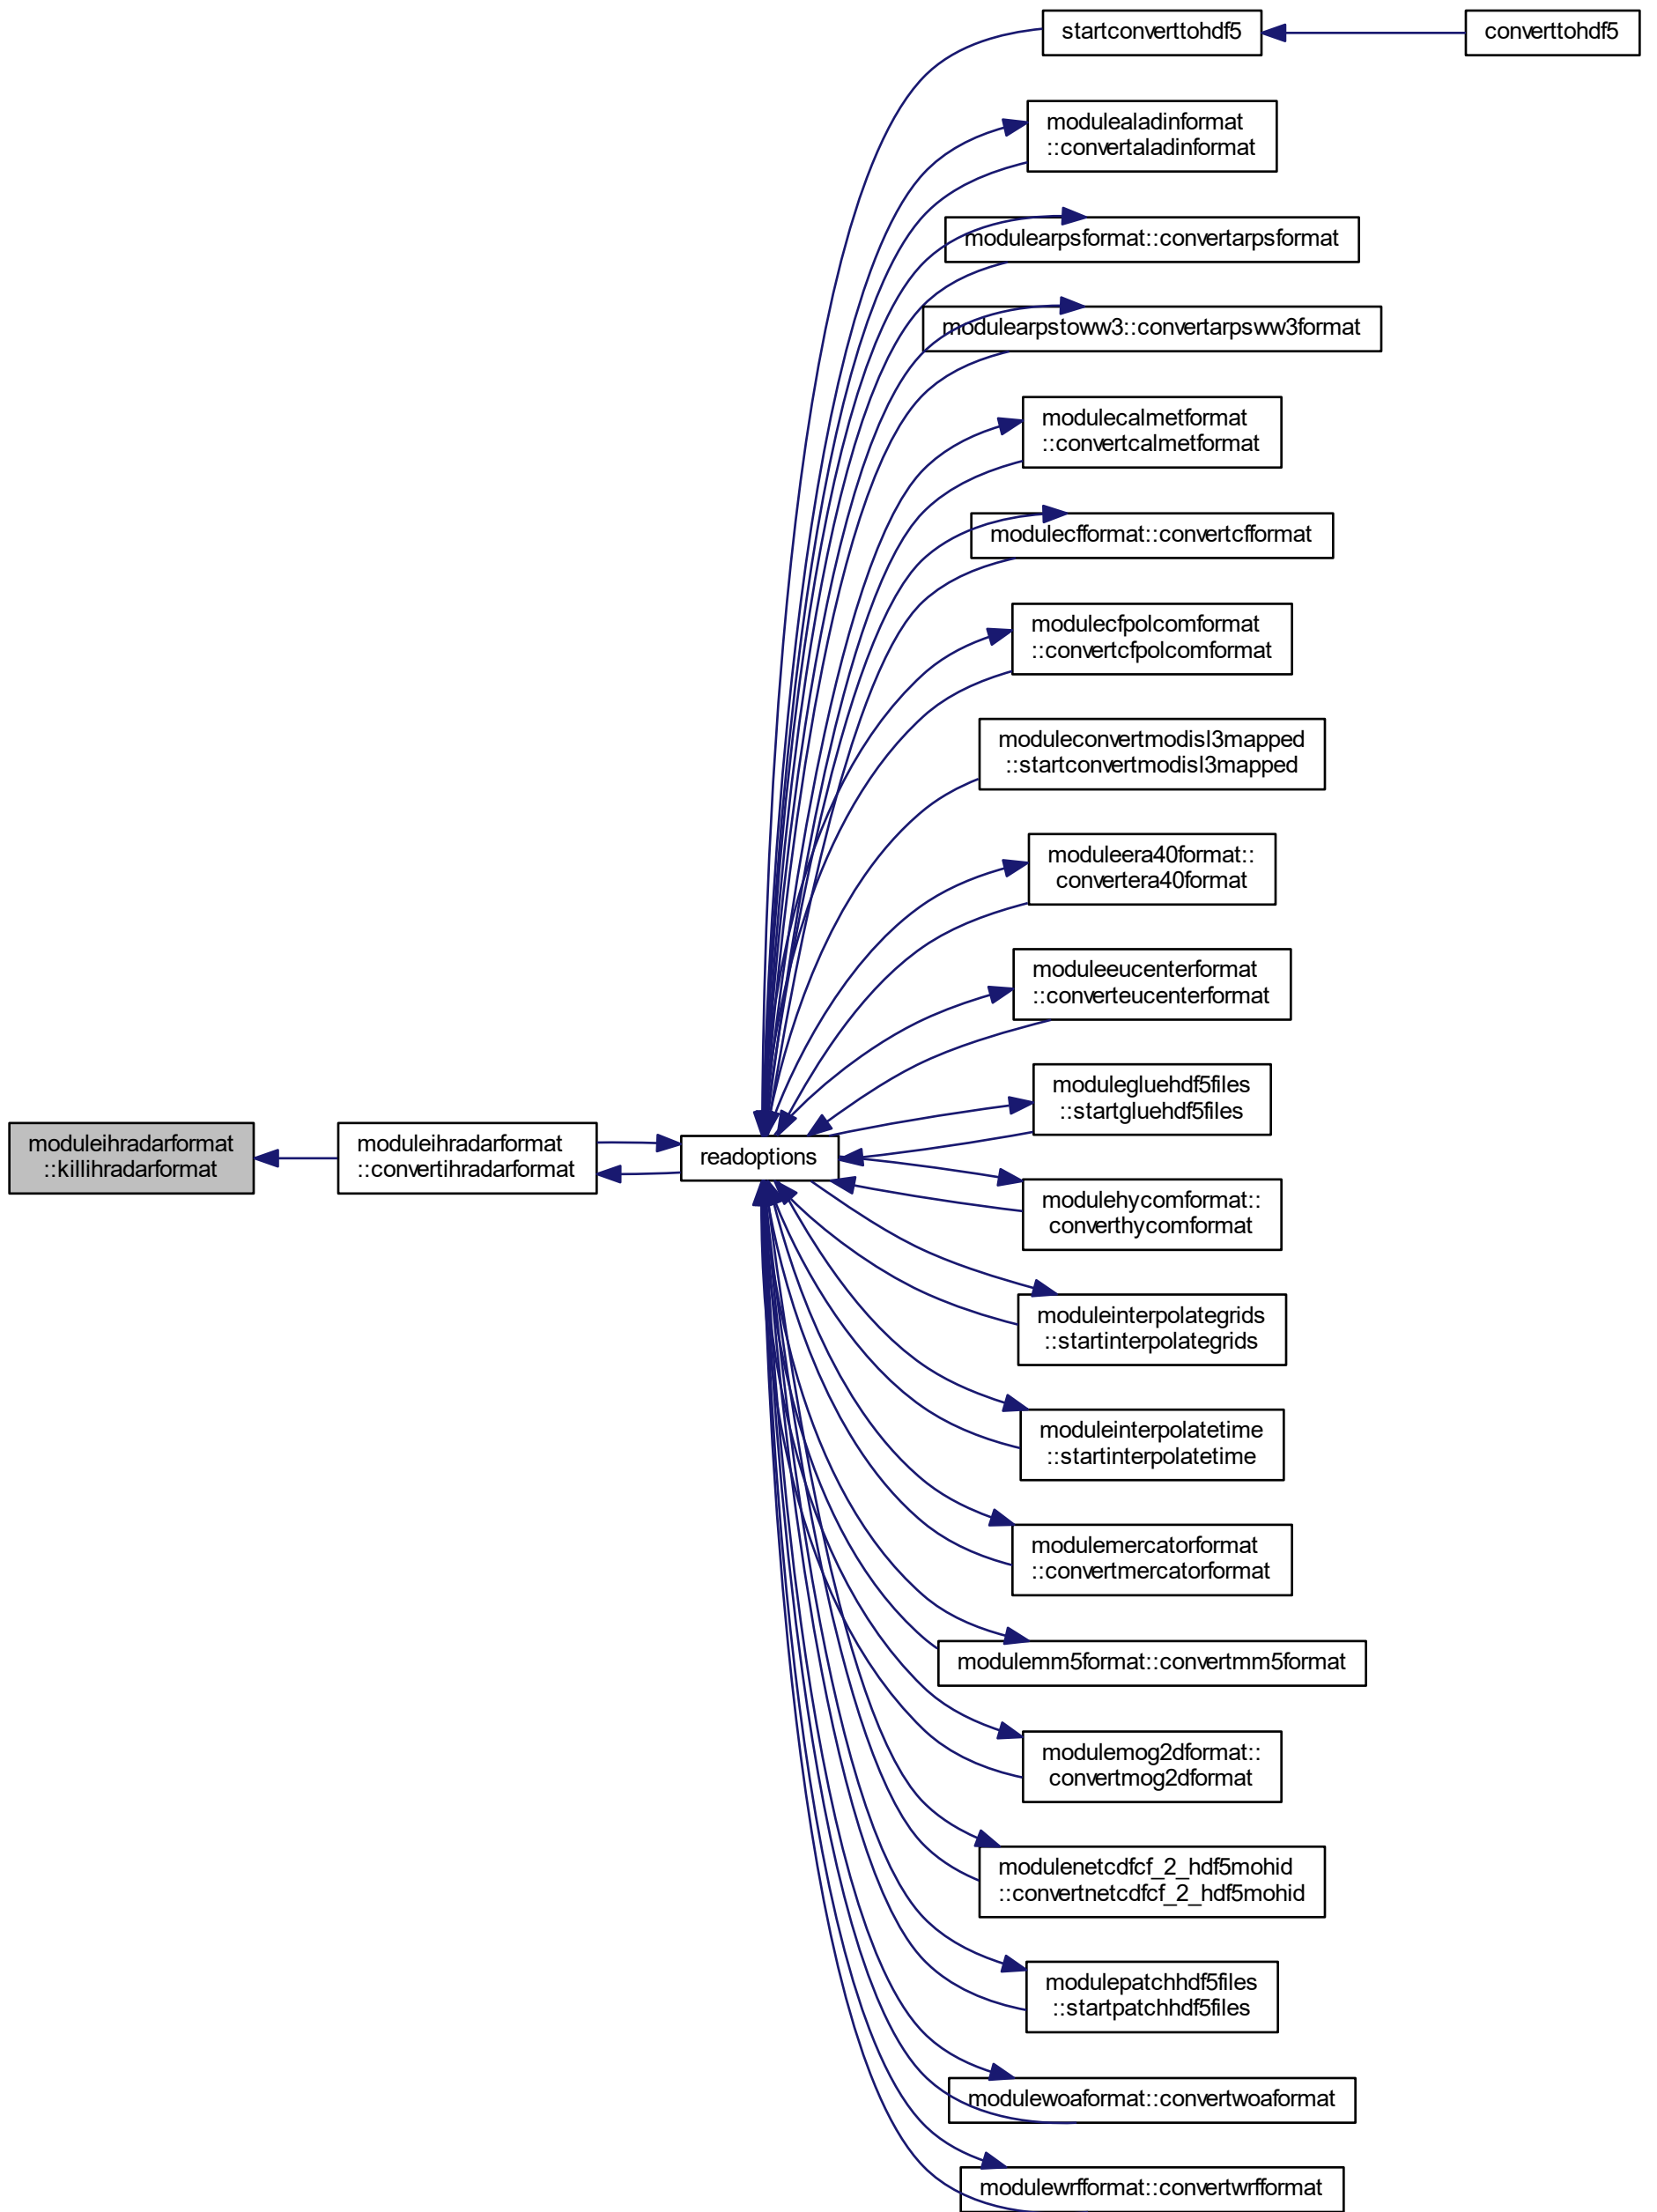 startconverttohdf5
converttohdf5
modulealadinformat
::convertaladinformat
modulearpsformat::convertarpsformat
modulearpstoww3::convertarpsww3format
modulecalmetformat
::convertcalmetformat
modulecfformat::convertcfformat
modulecfpolcomformat
::convertcfpolcomformat
moduleconvertmodisl3mapped
::startconvertmodisl3mapped
moduleera40format::
convertera40format
moduleeucenterformat
::converteucenterformat
modulegluehdf5files
::startgluehdf5files
moduleihradarformat
::killihradarformat
moduleihradarformat
::convertihradarformat
readoptions
modulehycomformat::
converthycomformat
moduleinterpolategrids
::startinterpolategrids
moduleinterpolatetime
::startinterpolatetime
modulemercatorformat
::convertmercatorformat
modulemm5format::convertmm5format
modulemog2dformat::
convertmog2dformat
modulenetcdfcf_2_hdf5mohid
::convertnetcdfcf_2_hdf5mohid
modulepatchhdf5files
::startpatchhdf5files
modulewoaformat::convertwoaformat
modulewrfformat::convertwrfformat